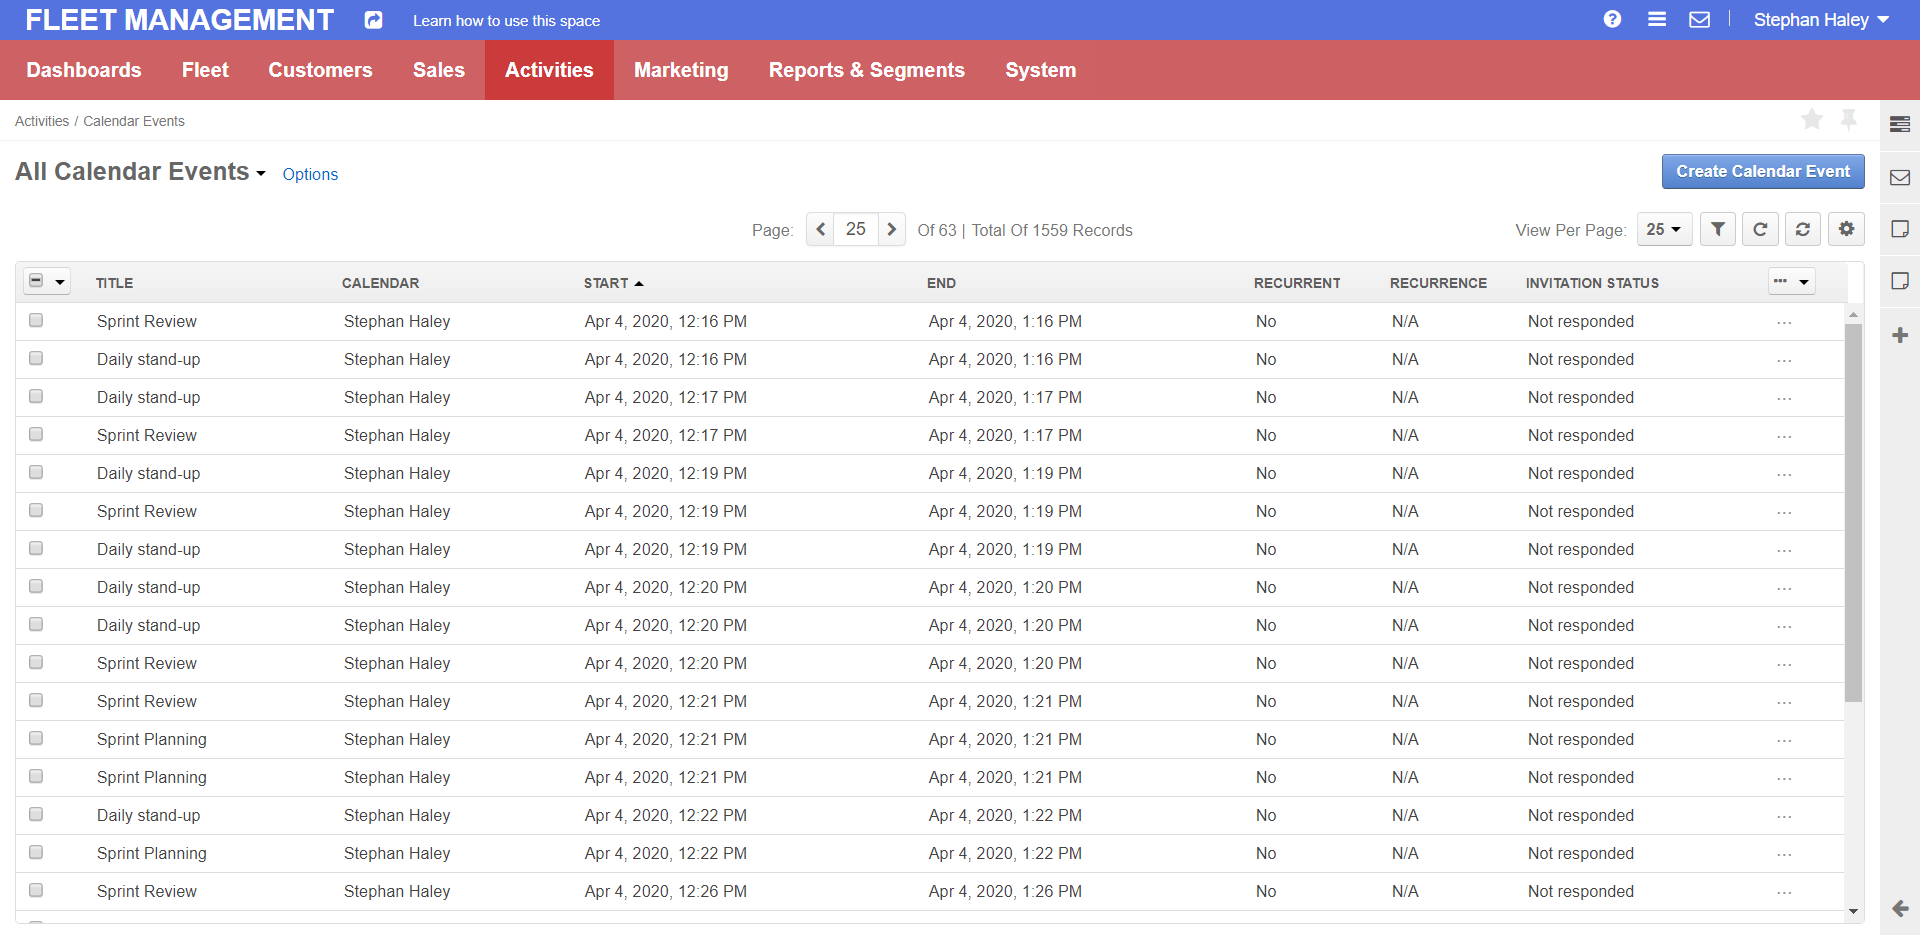 FLEET MANAGEMENT Learn how to use this space Stephan Haley
Dashboards Fleet Customers Sales Activities Marketing Reports & Segments System
Activities / Calendar Events
All Calendar Events Options Create Calendar Event
Page: 25 Of 63 | Total Of 1559 Records View Per Page: 25
TITLE CALENDAR START END RECURRENT RECURRENCE INVITATION STATUS
Sprint Review Stephan Haley Apr 4, 2020, 12:16 PM Apr 4, 2020, 1:16 PM No N/A Not responded ...
Daily stand-up Stephan Haley Apr 4, 2020, 12:16 PM Apr 4, 2020, 1:16 PM No N/A Not responded ...
Daily stand-up Stephan Haley Apr 4, 2020, 12:17 PM Apr 4, 2020, 1:17 PM No N/A Not responded ...
Sprint Review Stephan Haley Apr 4, 2020, 12:17 PM Apr 4, 2020, 1:17 PM No N/A Not responded ...
Daily stand-up Stephan Haley Apr 4, 2020, 12:19 PM Apr 4, 2020, 1:19 PM No N/A Not responded ...
Sprint Review Stephan Haley Apr 4, 2020, 12:19 PM Apr 4, 2020, 1:19 PM No N/A Not responded ...
Daily stand-up Stephan Haley Apr 4, 2020, 12:19 PM Apr 4, 2020, 1:19 PM No N/A Not responded ...
Daily stand-up Stephan Haley Apr 4, 2020, 12:20 PM Apr 4, 2020, 1:20 PM No N/A Not responded ...
Daily stand-up Stephan Haley Apr 4, 2020, 12:20 PM Apr 4, 2020, 1:20 PM No N/A Not responded ...
Sprint Review Stephan Haley Apr 4, 2020, 12:20 PM Apr 4, 2020, 1:20 PM No N/A Not responded ...
Sprint Review Stephan Haley Apr 4, 2020, 12:21 PM Apr 4, 2020, 1:21 PM No N/A Not responded ...
Sprint Planning Stephan Haley Apr 4, 2020, 12:21 PM Apr 4, 2020, 1:21 PM No N/A Not responded ...
Sprint Planning Stephan Haley Apr 4, 2020, 12:21 PM Apr 4, 2020, 1:21 PM No N/A Not responded ...
Daily stand-up Stephan Haley Apr 4, 2020, 12:22 PM Apr 4, 2020, 1:22 PM No N/A Not responded ...
Sprint Planning Stephan Haley Apr 4, 2020, 12:22 PM Apr 4, 2020, 1:22 PM No N/A Not responded ...
Sprint Review Stephan Haley Apr 4, 2020, 12:26 PM Apr 4, 2020, 1:26 PM No N/A Not responded ...